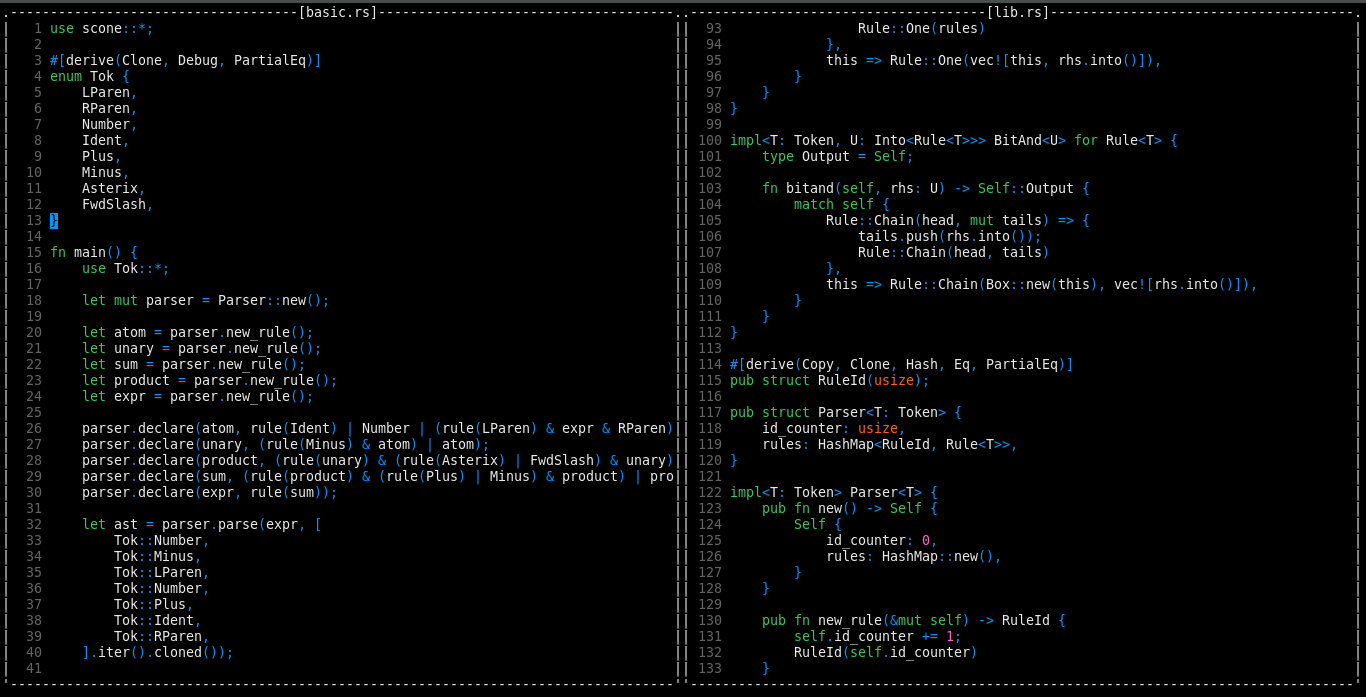 [basic.rs]
1 use scone::*;
2
3 #[derive(Clone, Debug, PartialEq)]
4 enum Tok {
5     LParen,
6     RParen,
7     Number,
8     Ident,
9     Plus,
10     Minus,
11     Asterix,
12     FwdSlash,
13 }
14
15 fn main() {
16     use Tok::*;
17
18     let mut parser = Parser::new();
19
20     let atom = parser.new_rule();
21     let unary = parser.new_rule();
22     let sum = parser.new_rule();
23     let product = parser.new_rule();
24     let expr = parser.new_rule();
25
26     parser.declare(atom, rule(Ident) | Number | (rule(LParen) & expr & RParen)
27     parser.declare(unary, (rule(Minus) & atom) | atom);
28     parser.declare(product, (rule(unary) & (rule(Asterix) | FwdSlash) & unary)
29     parser.declare(sum, (rule(product) & (rule(Plus) | Minus) & product) | pro
30     parser.declare(expr, rule(sum));
31
32     let ast = parser.parse(expr, [
33         Tok::Number,
34         Tok::Minus,
35         Tok::LParen,
36         Tok::Number,
37         Tok::Plus,
38         Tok::Ident,
39         Tok::RParen,
40     ].iter().cloned());
41
[lib.rs]
93                 Rule::One(rules)
94             },
95             this => Rule::One(vec![this, rhs.into()]),
96         }
97     }
98 }
99
100 impl<T: Token, U: Into<Rule<T>>> BitAnd<U> for Rule<T> {
101     type Output = Self;
102
103     fn bitand(self, rhs: U) -> Self::Output {
104         match self {
105             Rule::Chain(head, mut tails) => {
106                 tails.push(rhs.into());
107                 Rule::Chain(head, tails)
108             },
109             this => Rule::Chain(Box::new(this), vec![rhs.into()]),
110         }
111     }
112 }
113
114 #[derive(Copy, Clone, Hash, Eq, PartialEq)]
115 pub struct RuleId(usize);
116
117 pub struct Parser<T: Token> {
118     id_counter: usize,
119     rules: HashMap<RuleId, Rule<T>>,
120 }
121
122 impl<T: Token> Parser<T> {
123     pub fn new() -> Self {
124         Self {
125             id_counter: 0,
126             rules: HashMap::new(),
127         }
128     }
129
130     pub fn new_rule(&mut self) -> RuleId {
131         self.id_counter += 1;
132         RuleId(self.id_counter)
133     }